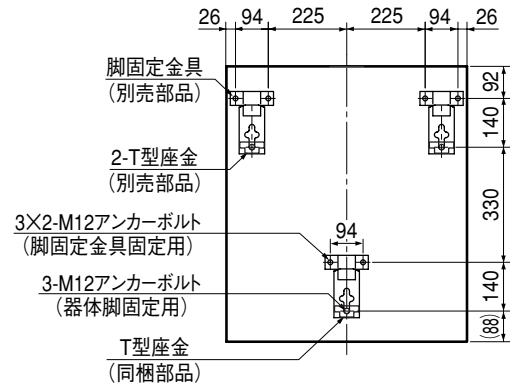 26 94 225 225 94 26
脚固定金具
(別売部品)
92
140
2-T型座金
(別売部品)
330
3×2-M12アンカーボルト
(脚固定金具固定用)
94
3-M12アンカーボルト
(器体脚固定用)
140
T型座金
(同梱部品)
(88)